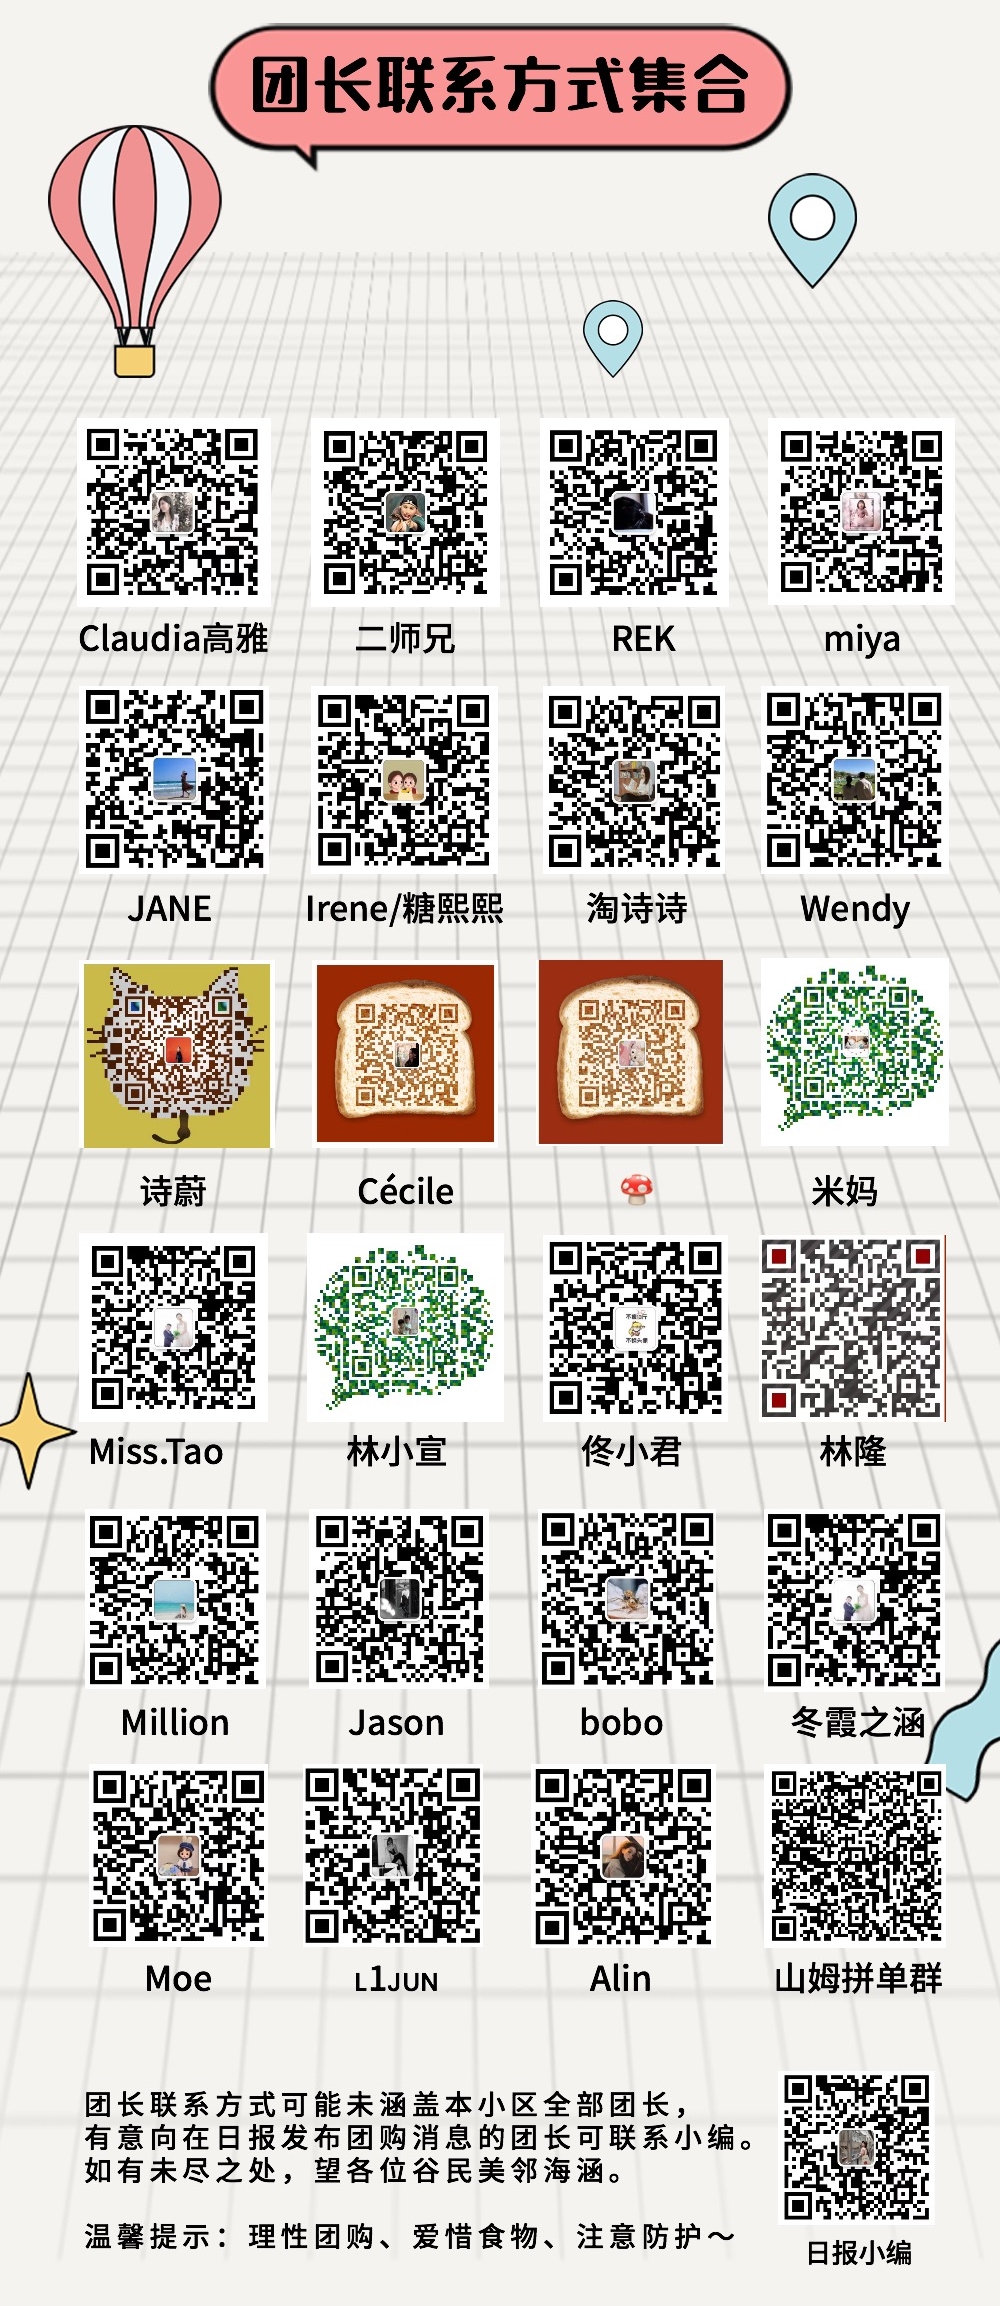 团长联系方式集合
Claudia高雅
二师兄
REK
miya
JANE
Irene/糖熙熙
淘诗诗
Wendy
诗蔚
Cécile
🍄
米妈
Miss.Tao
林小宣
佟小君
林隆
Million
Jason
bobo
冬霞之涵
Moe
L1JUN
Alin
山姆拼单群
团长联系方式可能未涵盖本小区全部团长，
有意向在日报发布团购消息的团长可联系小编。
如有未尽之处，望各位谷民美邻海涵。
温馨提示：理性团购、爱惜食物、注意防护～
日报小编